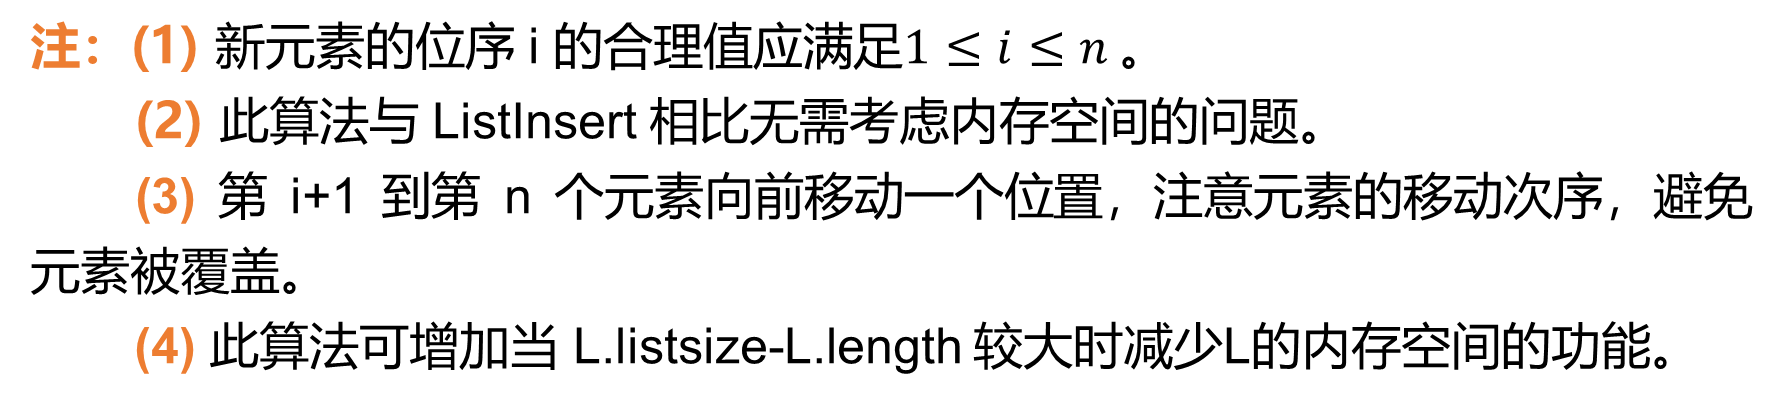 注：(1) 新元素的位序 i 的合理值应满足1 ≤ i ≤ n 。
(2) 此算法与 ListInsert 相比无需考虑内存空间的问题。
(3) 第 i+1 到第 n 个元素向前移动一个位置，注意元素的移动次序，避免
元素被覆盖。
(4) 此算法可增加当 L.listsize-L.length 较大时减少L的内存空间的功能。